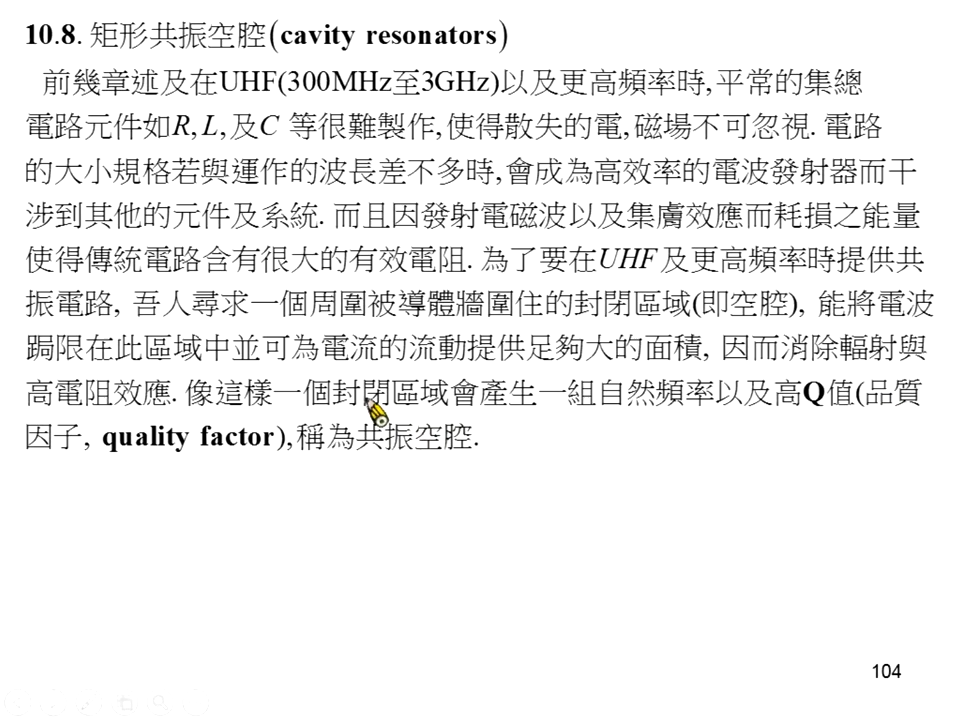 10.8. 矩形共振空腔(cavity resonators)
前幾章述及在UHF(300MHz至3GHz)以及更高頻率時,平常的集總
電路元件如R, L,及C 等很難製作,使得散失的電,磁場不可忽視. 電路
的大小規格若與運作的波長差不多時,會成為高效率的電波發射器而干
涉到其他的元件及系統. 而且因發射電磁波以及集膚效應而耗損之能量
使得傳統電路含有很大的有效電阻. 為了要在UHF及更高頻率時提供共
振電路, 吾人尋求一個周圍被導體牆圍住的封閉區域(即空腔), 能將電波
跼限在此區域中並可為電流的流動提供足夠大的面積, 因而消除輻射與
高電阻效應. 像這樣一個封閉區域會產生一組自然頻率以及高Q值(品質
因子, quality factor),稱為共振空腔.
104